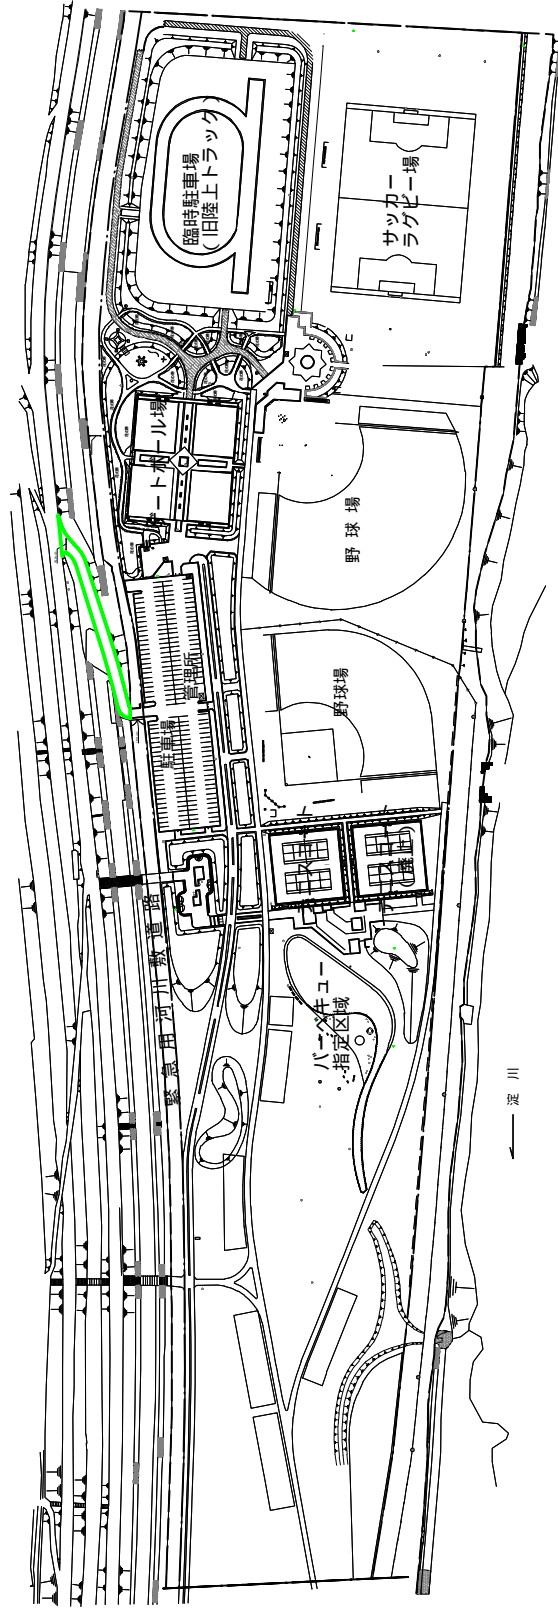 臨時駐車場
(旧陸上トラック)
サッカー
ラグビー場
ゲートボール場
野球場
管理所
駐車場
野球場
テニスコート
緊急用河川敷道路
バーベキュー
指定区域
淀川